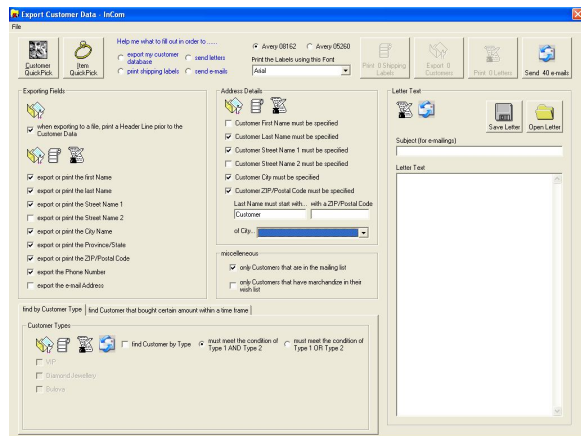 Export Customer Data - InCom
File
Customer QuickPick
Item QuickPick
Help me what to fill out in order to ......
export my customer database
send letters
print shipping labels
send e-mails
Avery 08162
Avery 05260
Print the Labels using this Font
Arial
Print 0 Shipping Labels
Export 0 Customers
Print 0 Letters
Send 40 e-mails
Exporting Fields
when exporting to a file, print a Header Line prior to the
Customer Data
export or print the first Name
export or print the last Name
export or print the Street Name 1
export or print the Street Name 2
export or print the City Name
export or print the Province/State
export or print the ZIP/Postal Code
export the Phone Number
export the e-mail Address
Address Details
Customer First Name must be specified
Customer Last Name must be specified
Customer Street Name 1 must be specified
Customer Street Name 2 must be specified
Customer City must be specified
Customer ZIP/Postal Code must be specified
Last Name must start with... with a ZIP/Postal Code
Customer
of City...
miscelleneous
only Customers that are in the mailing list
only Customers that have marchandize in their
wish list
Letter Text
Save Letter
Open Letter
Subject (for e-mailings)
Letter Text
find by Customer Type
find Customer that bought certain amount within a time frame
Customer Types
find Customer by Type
must meet the condition of
Type 1 AND Type 2
must meet the condition of
Type 1 OR Type 2
VIP
Diamond Jewellery
Bulova